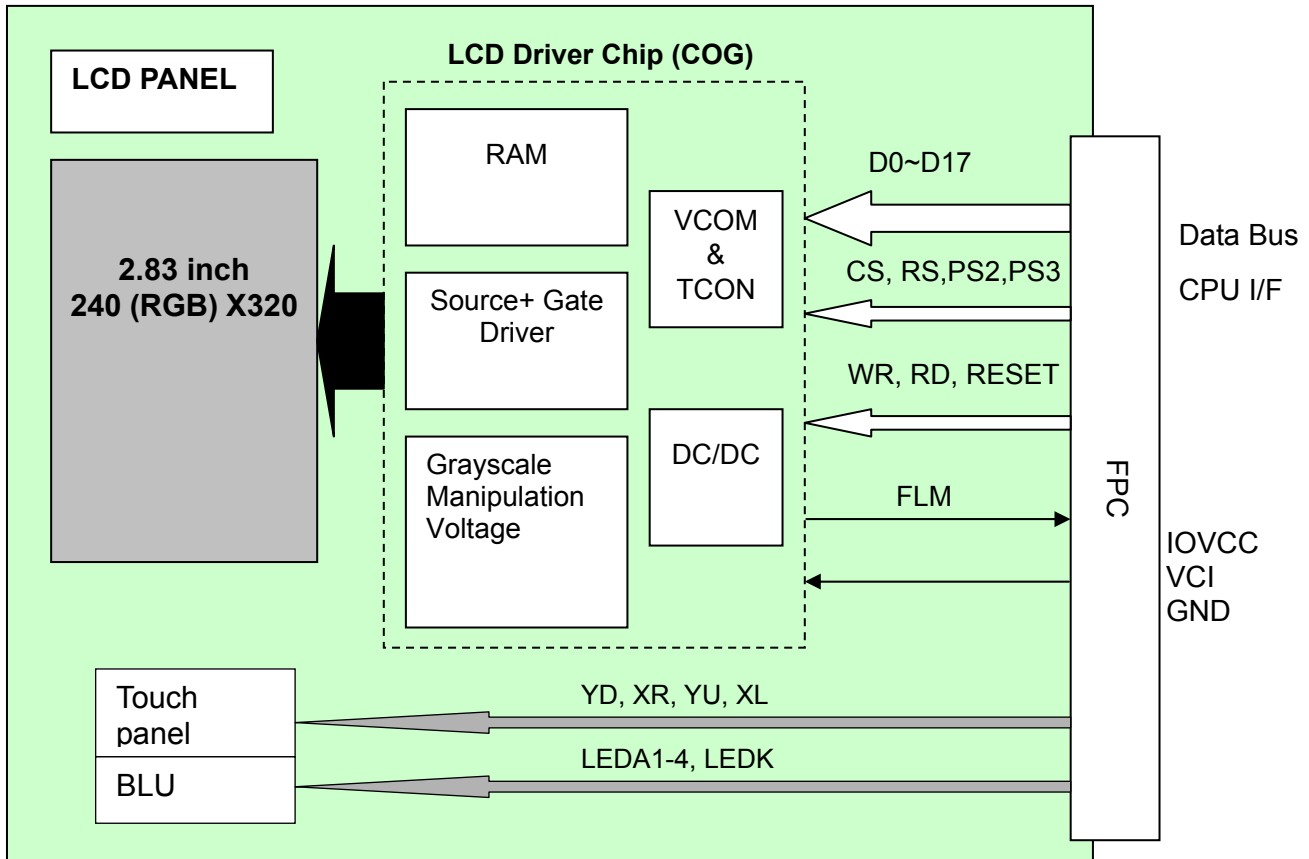 LCD Driver Chip (COG)
LCD PANEL
2.83 inch
240 (RGB) X320
RAM
Source+ Gate
Driver
Grayscale
Manipulation
Voltage
VCOM
&
TCON
DC/DC
D0~D17
CS, RS,PS2,PS3
WR, RD, RESET
FLM
FPC
Data Bus
CPU I/F
IOVCC
VCI
GND
Touch
panel
BLU
YD, XR, YU, XL
LEDA1-4, LEDK